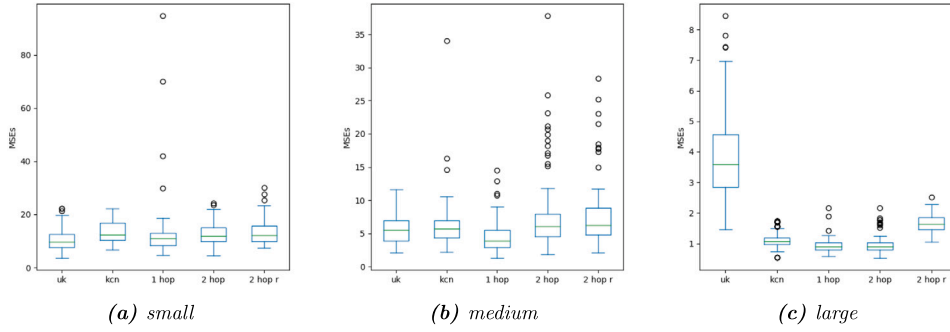 MSEs
80
60
40
20
0
uk kcn 1 hop 2 hop 2 hop r
(a) small
MSEs
35
30
25
20
15
10
5
0
uk kcn 1 hop 2 hop 2 hop r
(b) medium
MSEs
8
7
6
5
4
3
2
1
uk kcn 1 hop 2 hop 2 hop r
(c) large